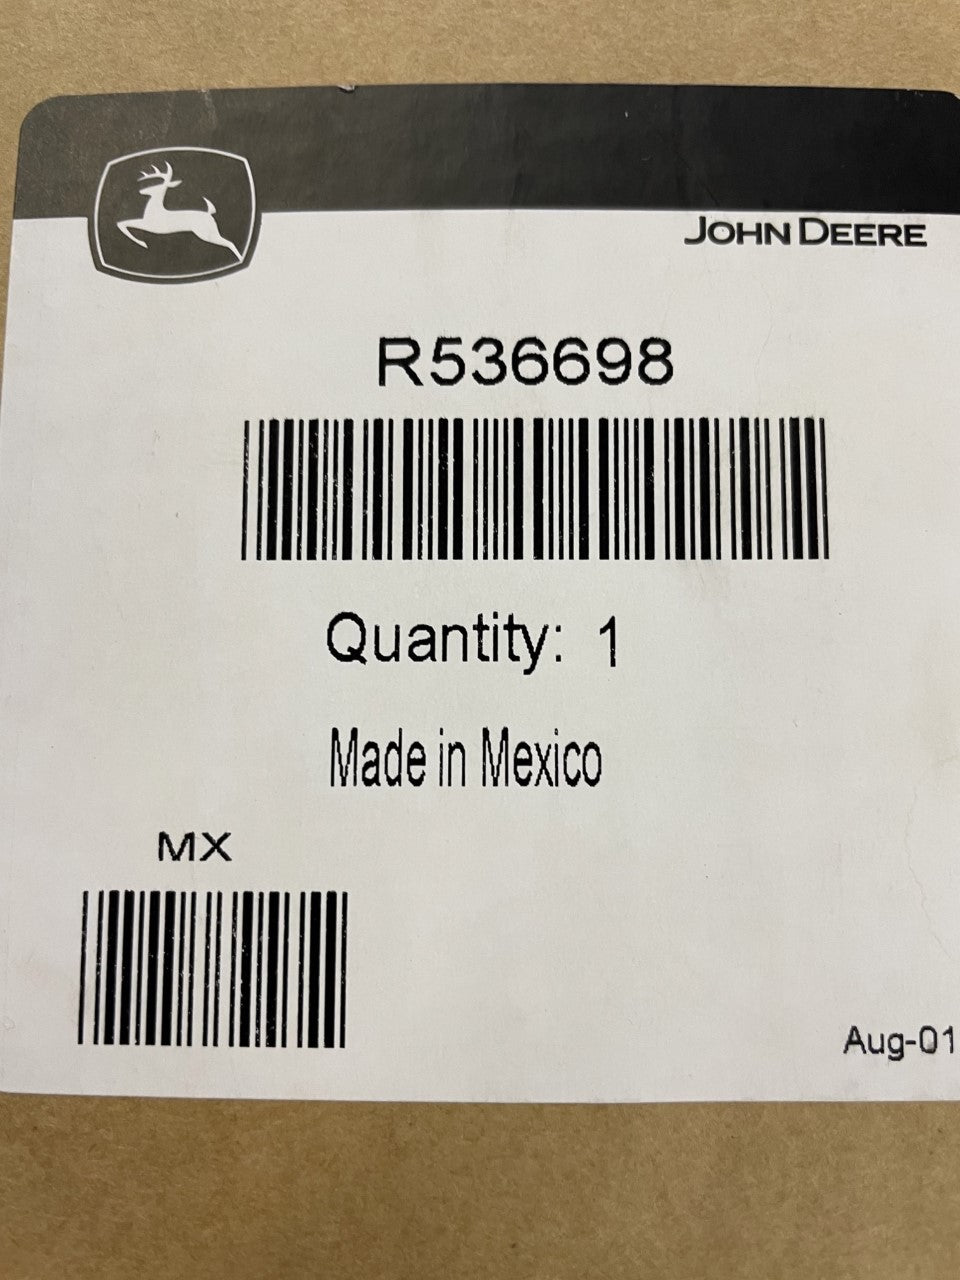 JOHN DEERE
R536698
Quantity: 1
Made in Mexico
MX
Aug-01